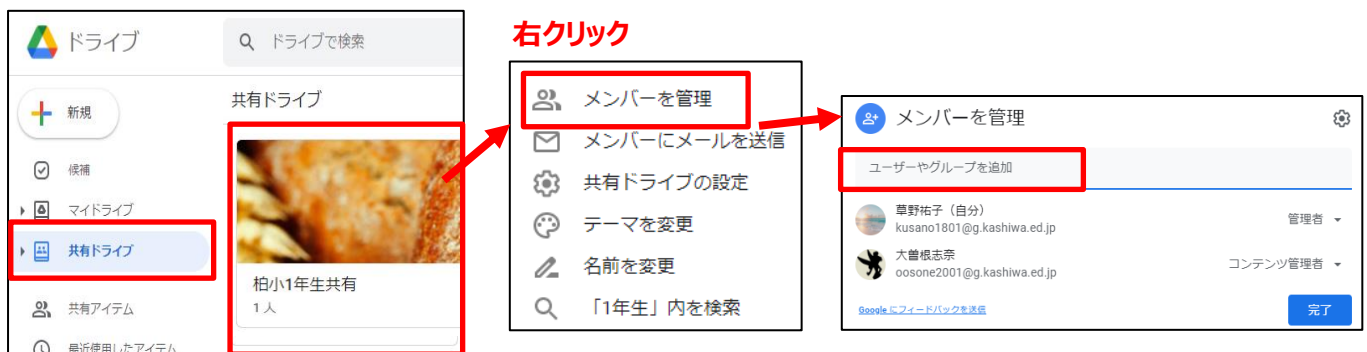 右クリック
ドライブ
ドライブで検索
新規
候補
マイドライブ
共有ドライブ
共有アイテム
最近使用したアイテム
共有ドライブ
柏小1年生共有
1人
メンバーを管理
メンバーにメールを送信
共有ドライブの設定
テーマを変更
名前を変更
「1年生」内を検索
メンバーを管理
ユーザーやグループを追加
草野祐子（自分）
kusano1801@g.kashiwa.ed.jp
管理者
大曽根志奈
oosone2001@g.kashiwa.ed.jp
コンテンツ管理者
Google にフィードバックを送信
完了